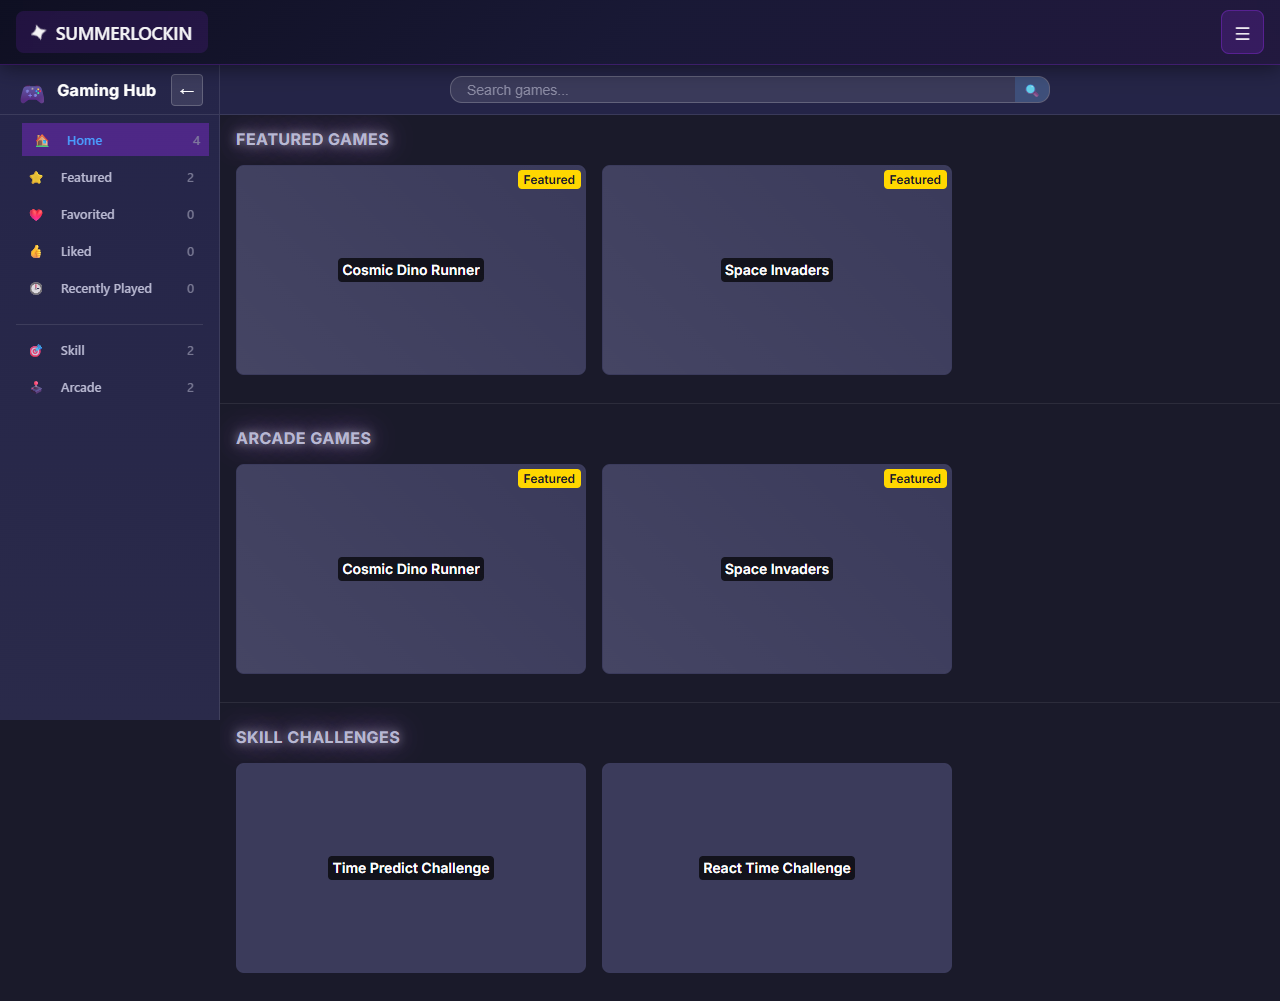 SUMMERLOCKIN
☰
Gaming Hub
←
Search games...
Home 4
Featured 2
Favorited 0
Liked 0
Recently Played 0
Skill 2
Arcade 2
FEATURED GAMES
Featured
Cosmic Dino Runner
Featured
Space Invaders
ARCADE GAMES
Featured
Cosmic Dino Runner
Featured
Space Invaders
SKILL CHALLENGES
Time Predict Challenge
React Time Challenge